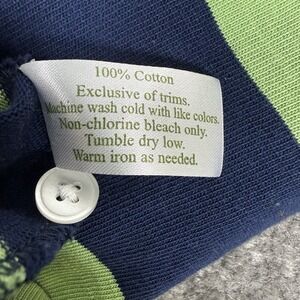 100% Cotton
Exclusive of trims.
Machine wash cold with like colors.
Non-chlorine bleach only.
Tumble dry low.
Warm iron as needed.